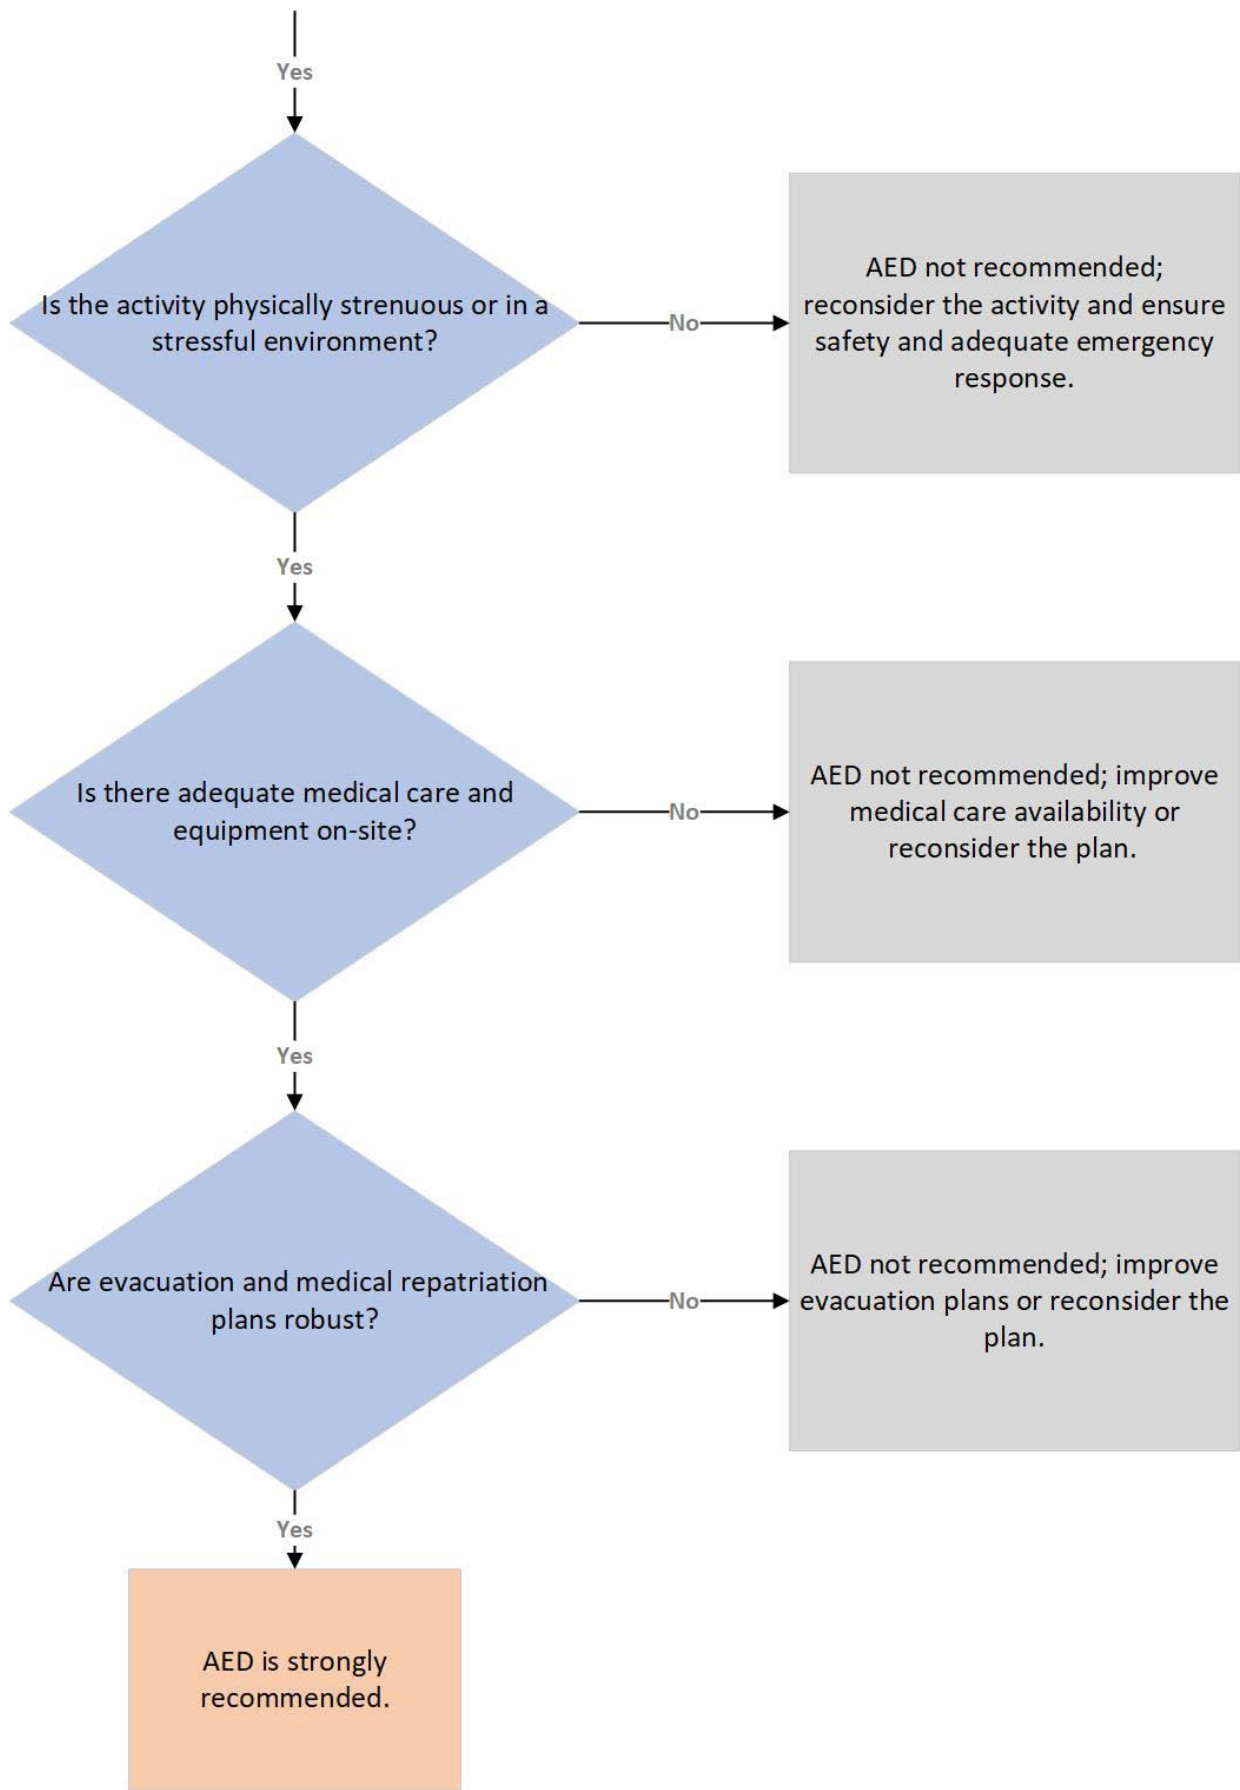 Yes
Is the activity physically strenuous or in a
stressful environment?
No
AED not recommended;
reconsider the activity and ensure
safety and adequate emergency
response.
Yes
Is there adequate medical care and
equipment on-site?
No
AED not recommended; improve
medical care availability or
reconsider the plan.
Yes
Are evacuation and medical repatriation
plans robust?
No
AED not recommended; improve
evacuation plans or reconsider the
plan.
Yes
AED is strongly
recommended.